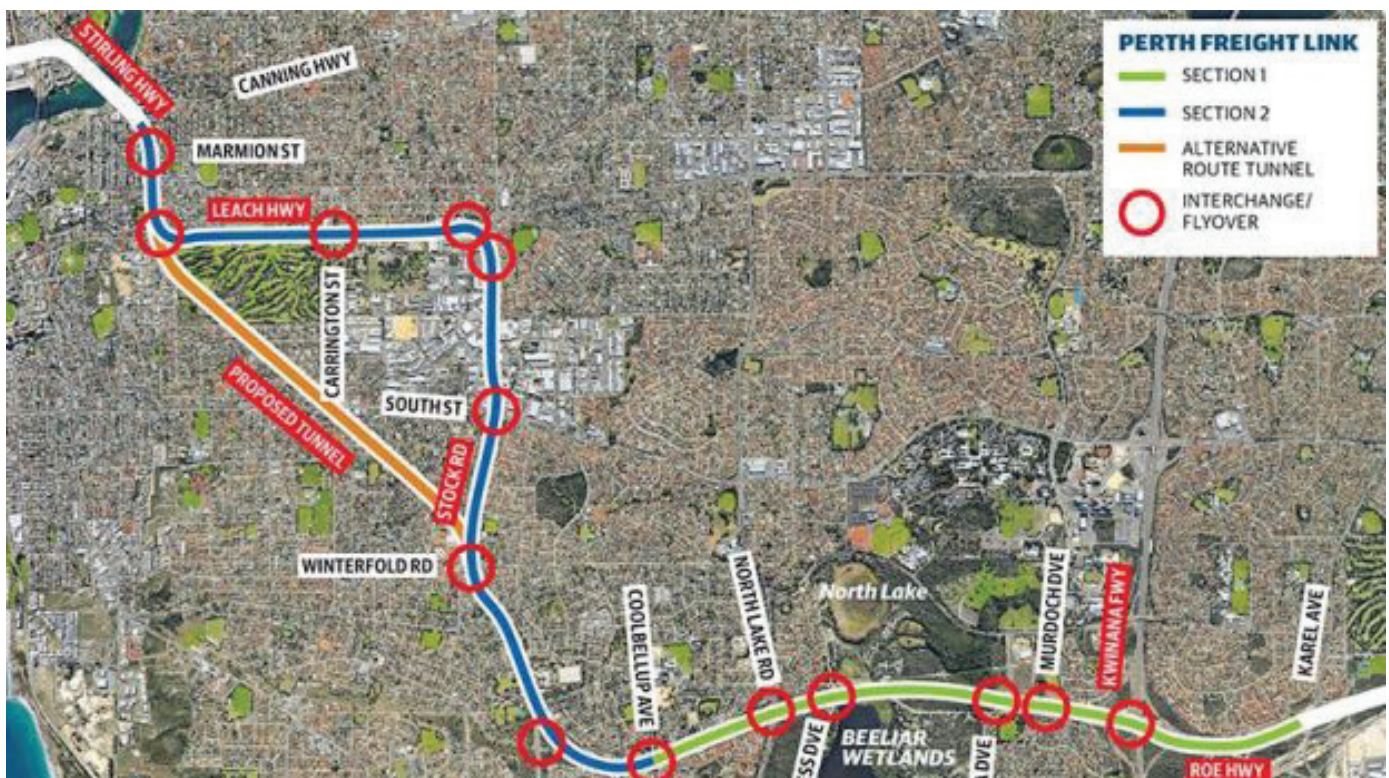 PERTH FREIGHT LINK
SECTION 1
SECTION 2
ALTERNATIVE
ROUTE TUNNEL
INTERCHANGE/
FLYOVER
STIRLING HWY
CANNING HWY
MARMION ST
LEACH HWY
CARRINGTON ST
PROPOSED TUNNEL
SOUTH ST
STOCK RD
WINTERFOLD RD
COOLBELLUP AVE
NORTH LAKE RD
North Lake
MURDOCH DVE
KWINANA FWY
KAREL AVE
SS DVE
BEELIAR
WETLANDS
A DVE
ROE HWY